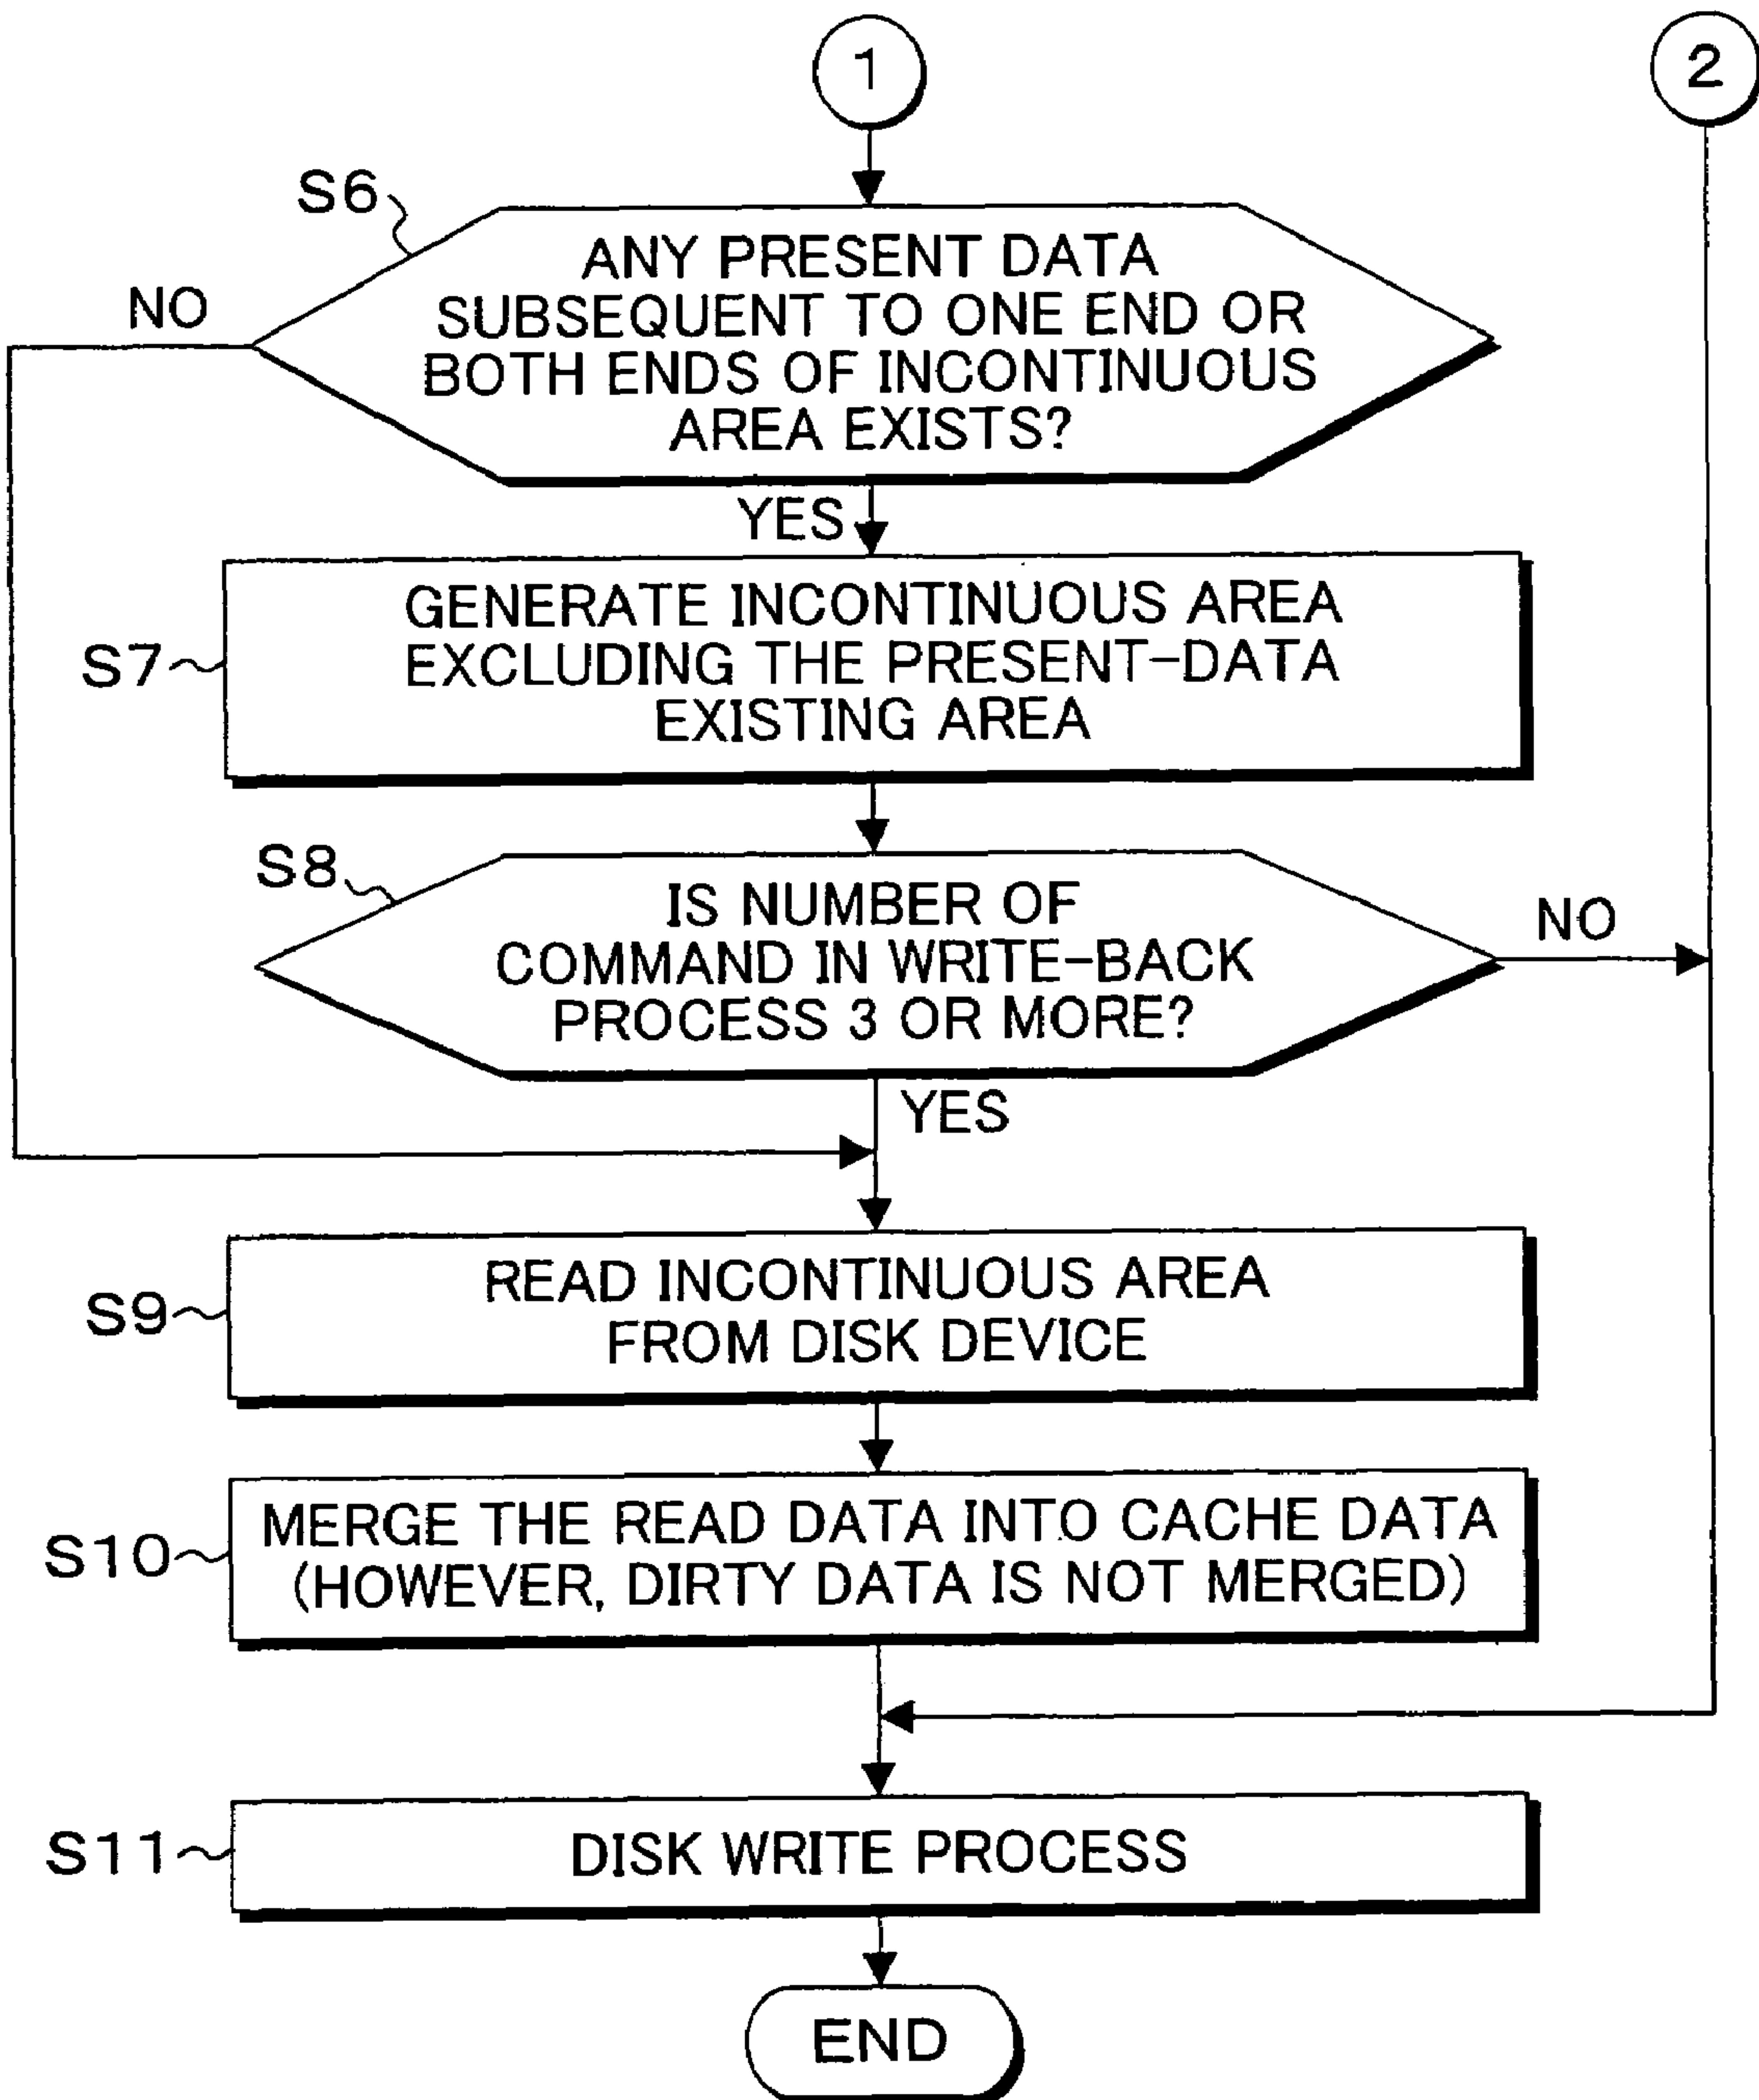 1
2
S6
ANY PRESENT DATA
SUBSEQUENT TO ONE END OR
BOTH ENDS OF INCONTINUOUS
AREA EXISTS?
NO
YES
S7
GENERATE INCONTINUOUS AREA
EXCLUDING THE PRESENT-DATA
EXISTING AREA
S8
IS NUMBER OF
COMMAND IN WRITE-BACK
PROCESS 3 OR MORE?
NO
YES
S9
READ INCONTINUOUS AREA
FROM DISK DEVICE
S10
MERGE THE READ DATA INTO CACHE DATA
(HOWEVER, DIRTY DATA IS NOT MERGED)
S11
DISK WRITE PROCESS
END